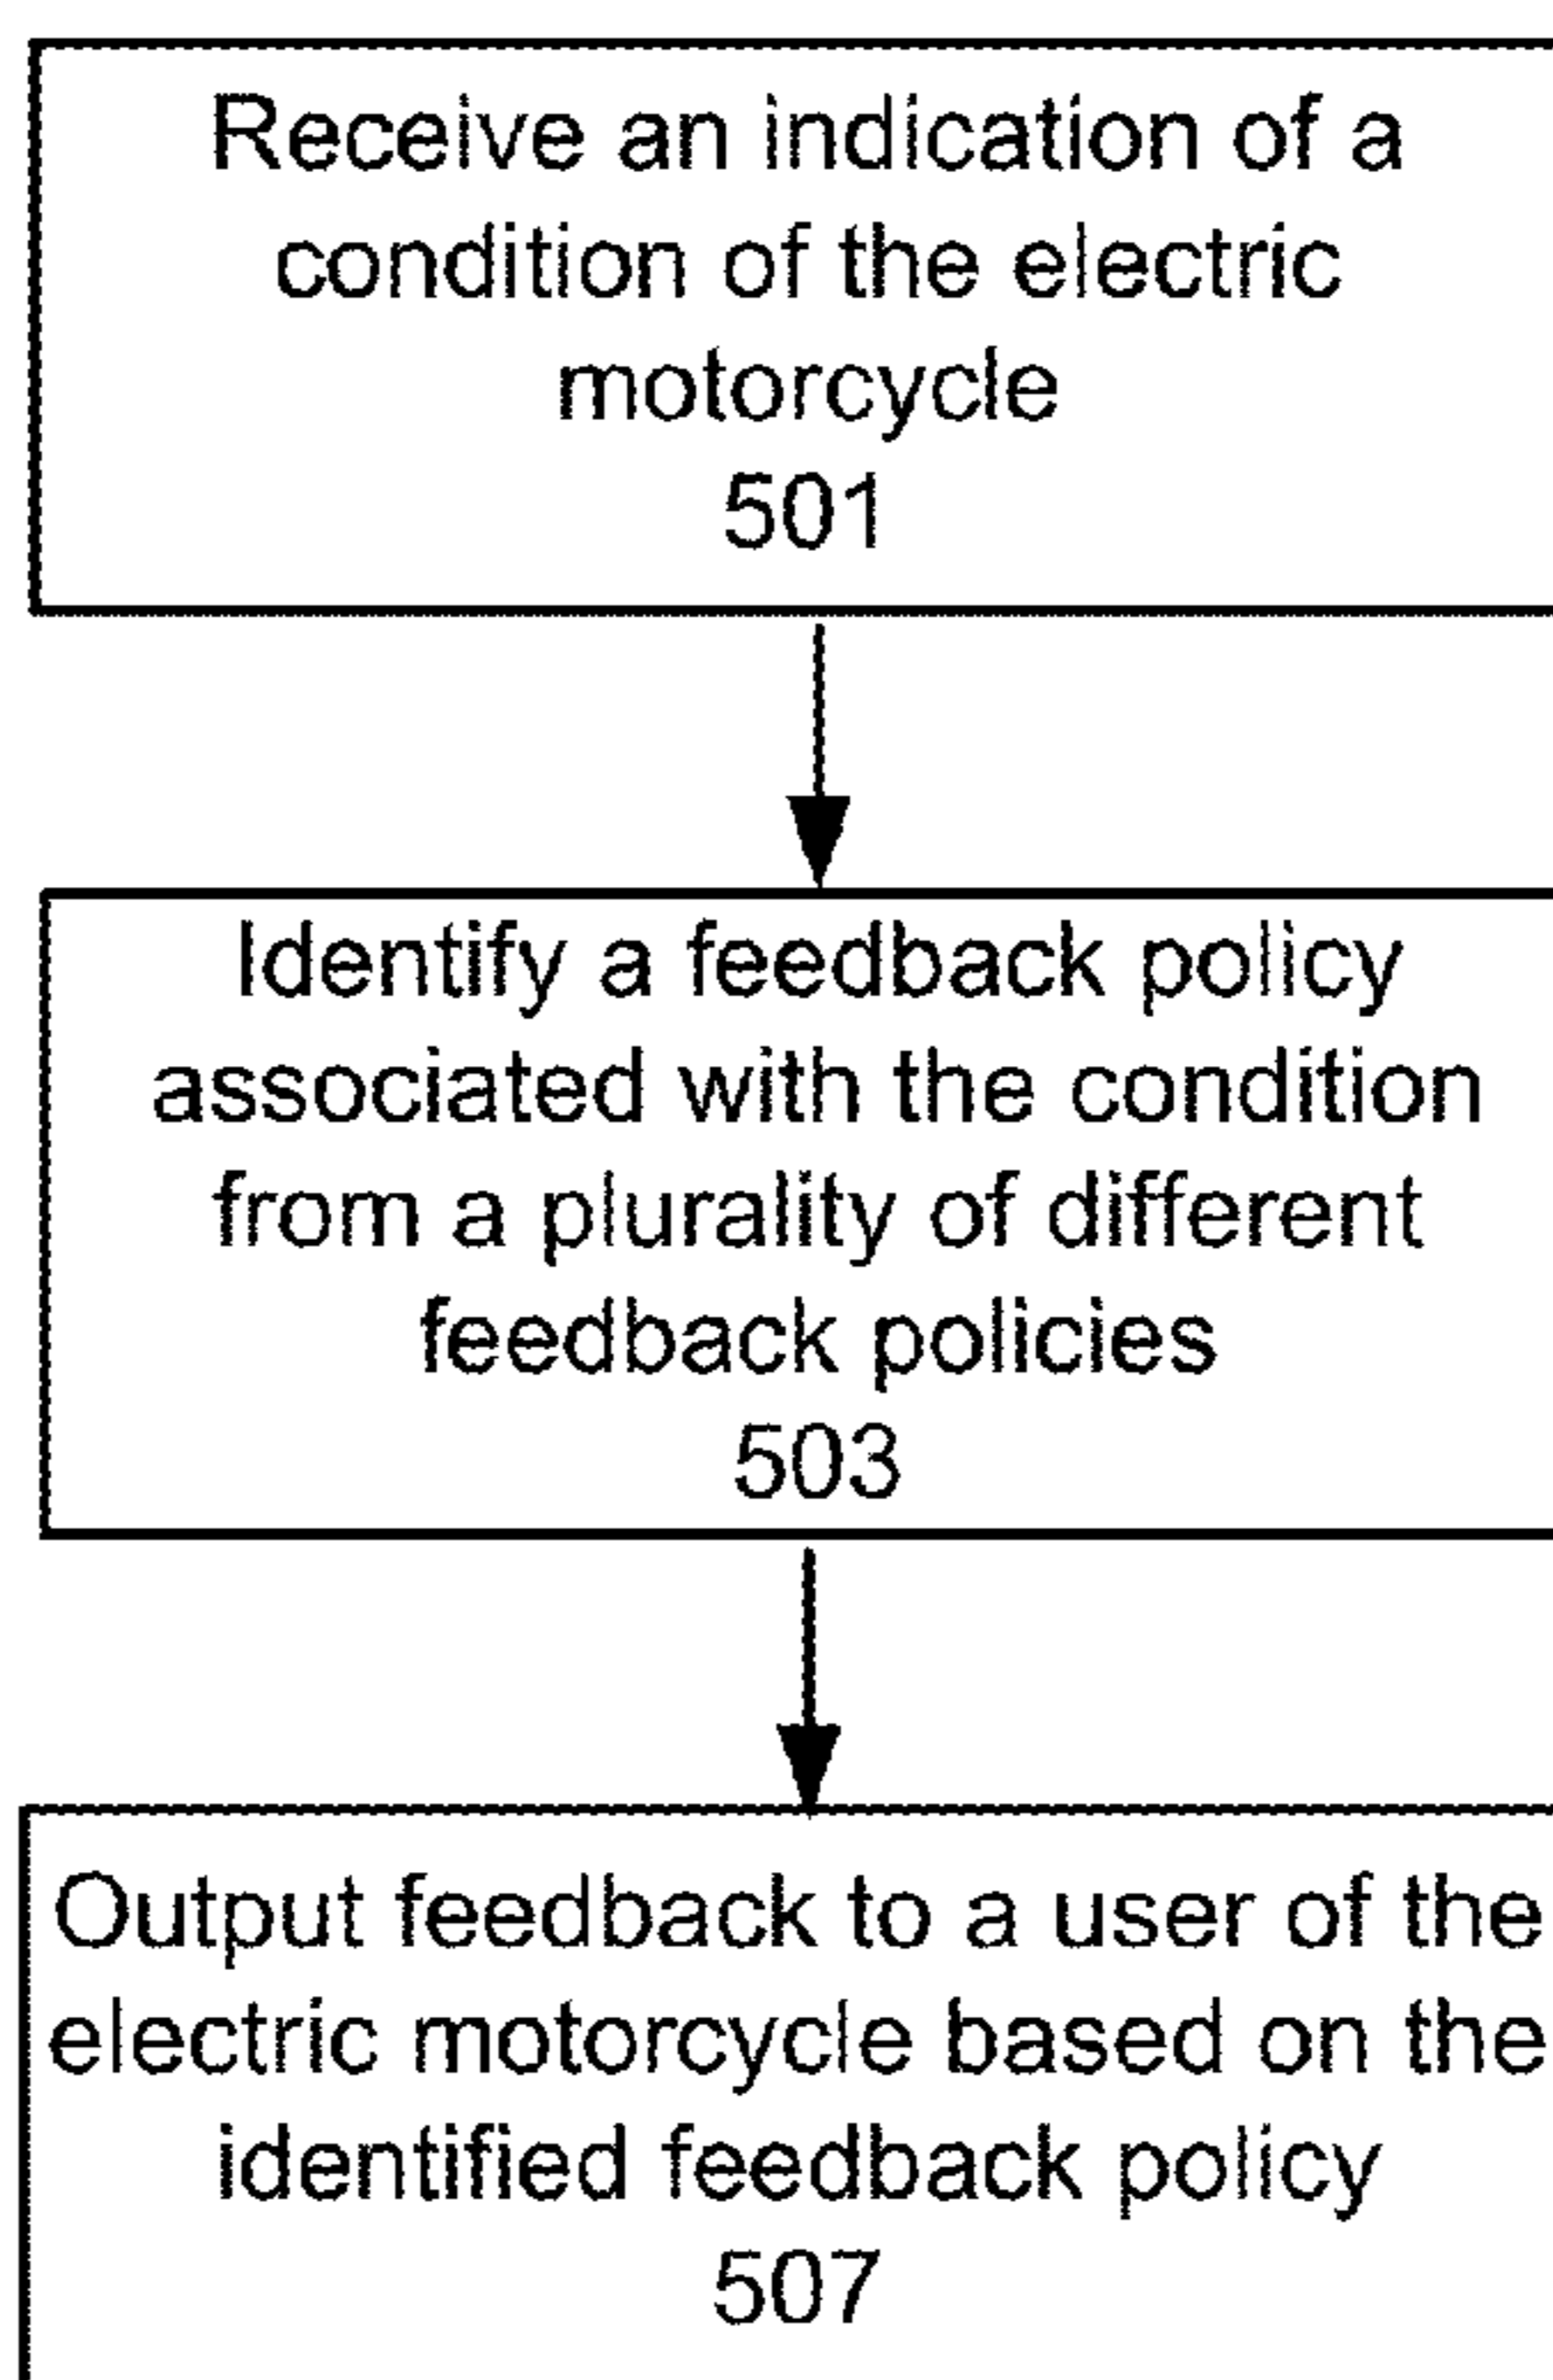 Receive an indication of a
condition of the electric
motorcycle
501
Identify a feedback policy
associated with the condition
from a plurality of different
feedback policies
503
Output feedback to a user of the
electric motorcycle based on the
identified feedback policy
507